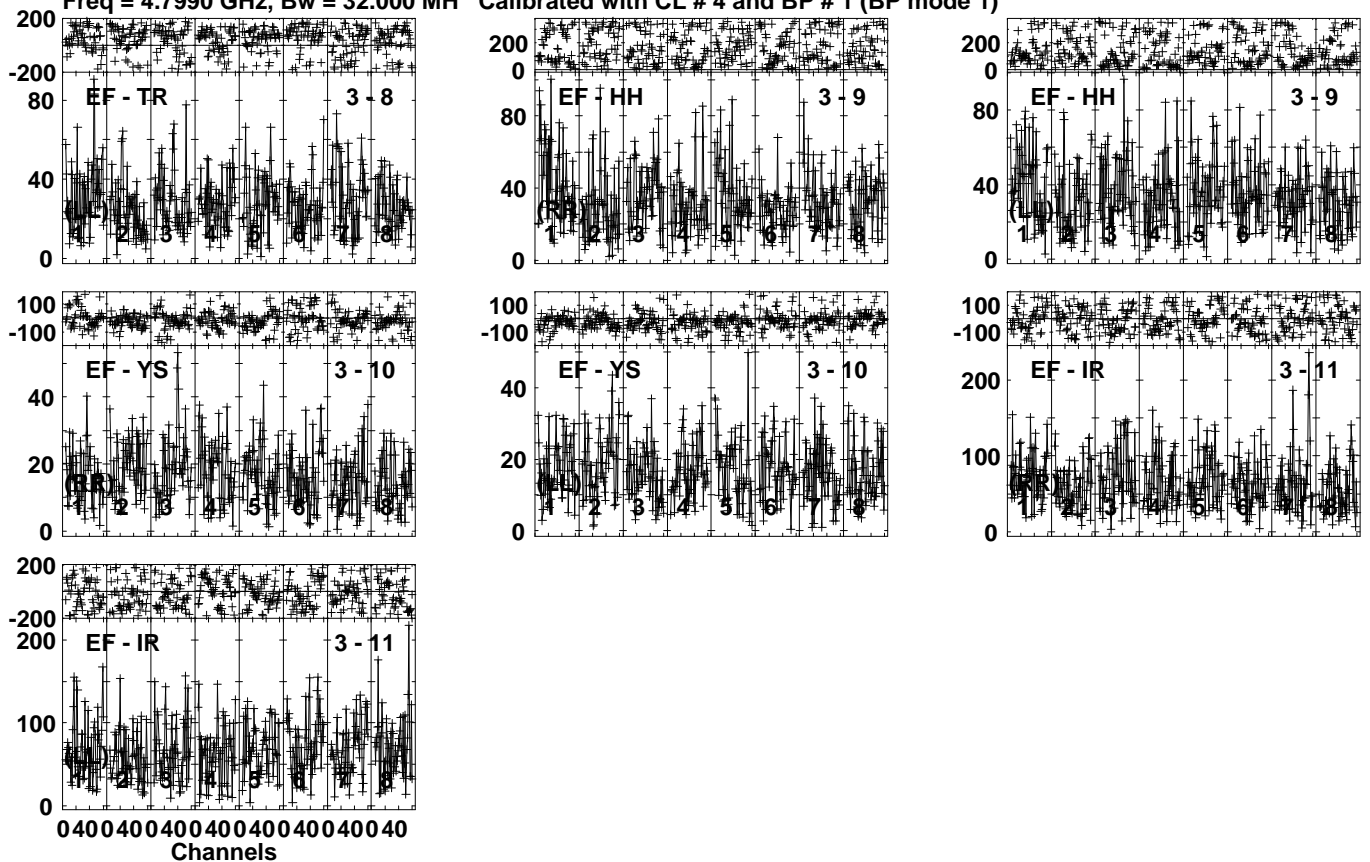 Freq = 4.7990 GHz, Bw = 32.000 MH Calibrated with CL # 4 and BP # 1 (BP mode 1)
200
-200
80
40
0
EF - TR 3 - 8
(LL)
1 2 3 4 5 6 7 8
200
0
80
40
0
EF - HH 3 - 9
(RR)
1 2 3 4 5 6 7 8
200
0
80
40
0
EF - HH 3 - 9
(LL)
1 2 3 4 5 6 7 8
100
-100
40
20
0
EF - YS 3 - 10
(RR)
1 2 3 4 5 6 7 8
100
-100
40
20
0
EF - YS 3 - 10
(LL)
1 2 3 4 5 6 7 8
100
-100
200
100
0
EF - IR 3 - 11
(RR)
1 2 3 4 5 6 7 8
200
-200
200
100
0
EF - IR 3 - 11
(LL)
1 2 3 4 5 6 7 8
0 40 0 40 0 40 0 40 0 40 0 40 0 40 0 40
Channels